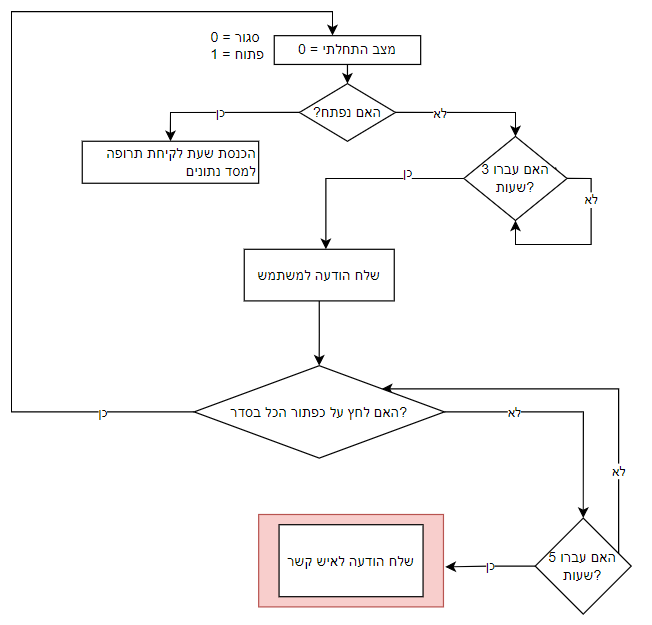 סגור = 0
פתוח = 1
מצב התחלתי = 0
האם נפתח?
כן
לא
הכנסת שעת לקיחת תרופה
למסד נתונים
האם עברו 3
שעות?
כן
לא
שלח הודעה למשתמש
האם לחץ על כפתור הכל בסדר?
כן
לא
לא
האם עברו 5
שעות?
כן
שלח הודעה לאיש קשר